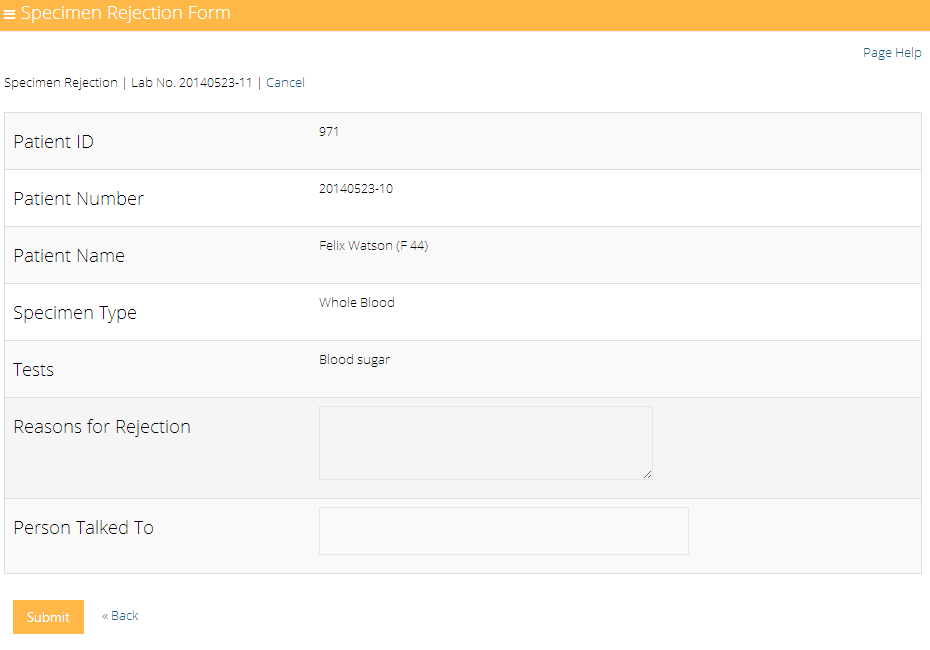 ≡ Specimen Rejection Form
Page Help
Specimen Rejection | Lab No. 20140523-11 | Cancel
Patient ID 971
Patient Number 20140523-10
Patient Name Felix Watson (F 44)
Specimen Type Whole Blood
Tests Blood sugar
Reasons for Rejection
Person Talked To
Submit « Back